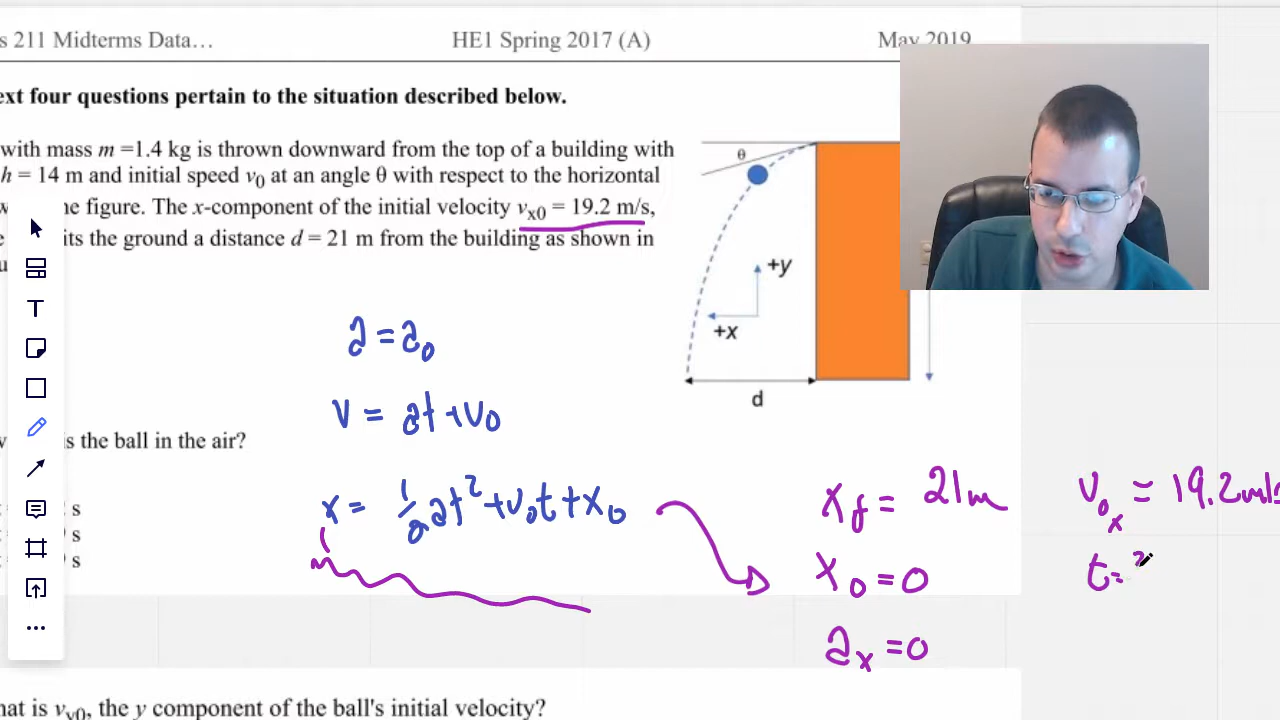 s 211 Midterms Data… HE1 Spring 2017 (A) May 2019
ext four questions pertain to the situation described below.
with mass m =1.4 kg is thrown downward from the top of a building with
h = 14 m and initial speed v0 at an angle θ with respect to the horizontal
ne figure. The x-component of the initial velocity vx0 = 19.2 m/s,
its the ground a distance d = 21 m from the building as shown in
θ
+y
+x
d
a = a0
v = at + v0
s the ball in the air?
x = 1/2 at² + v0t + x0
xf = 21m
v0x = 19.2m/s
s
s
s
x0 = 0
t = ?
ax = 0
hat is vy0, the y component of the ball's initial velocity?
T